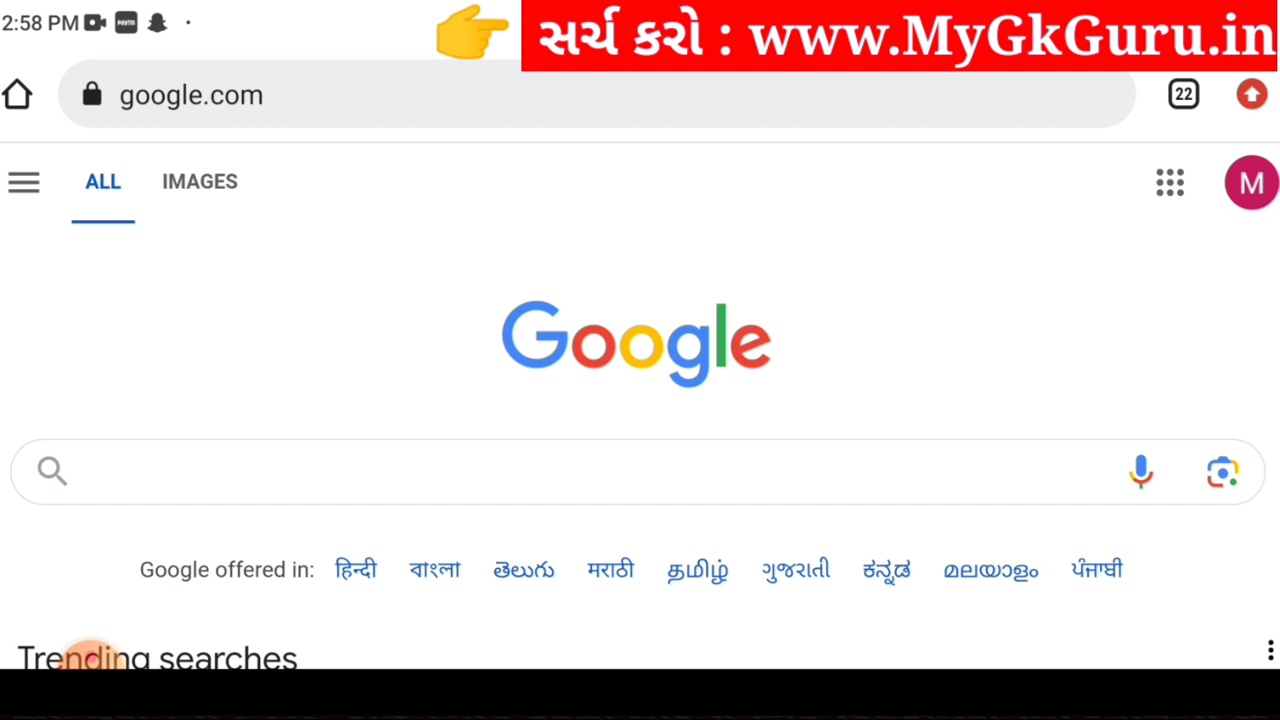 2:58 PM
paytm
સર્ચ કરો : www.MyGkGuru.in
google.com
22
ALL IMAGES
M
Google
Google offered in: हिन्दी বাংলা తెలుగు मराठी தமிழ் ગુજરાતી ಕನ್ನಡ മലയാളം ਪੰਜਾਬੀ
Trending searches